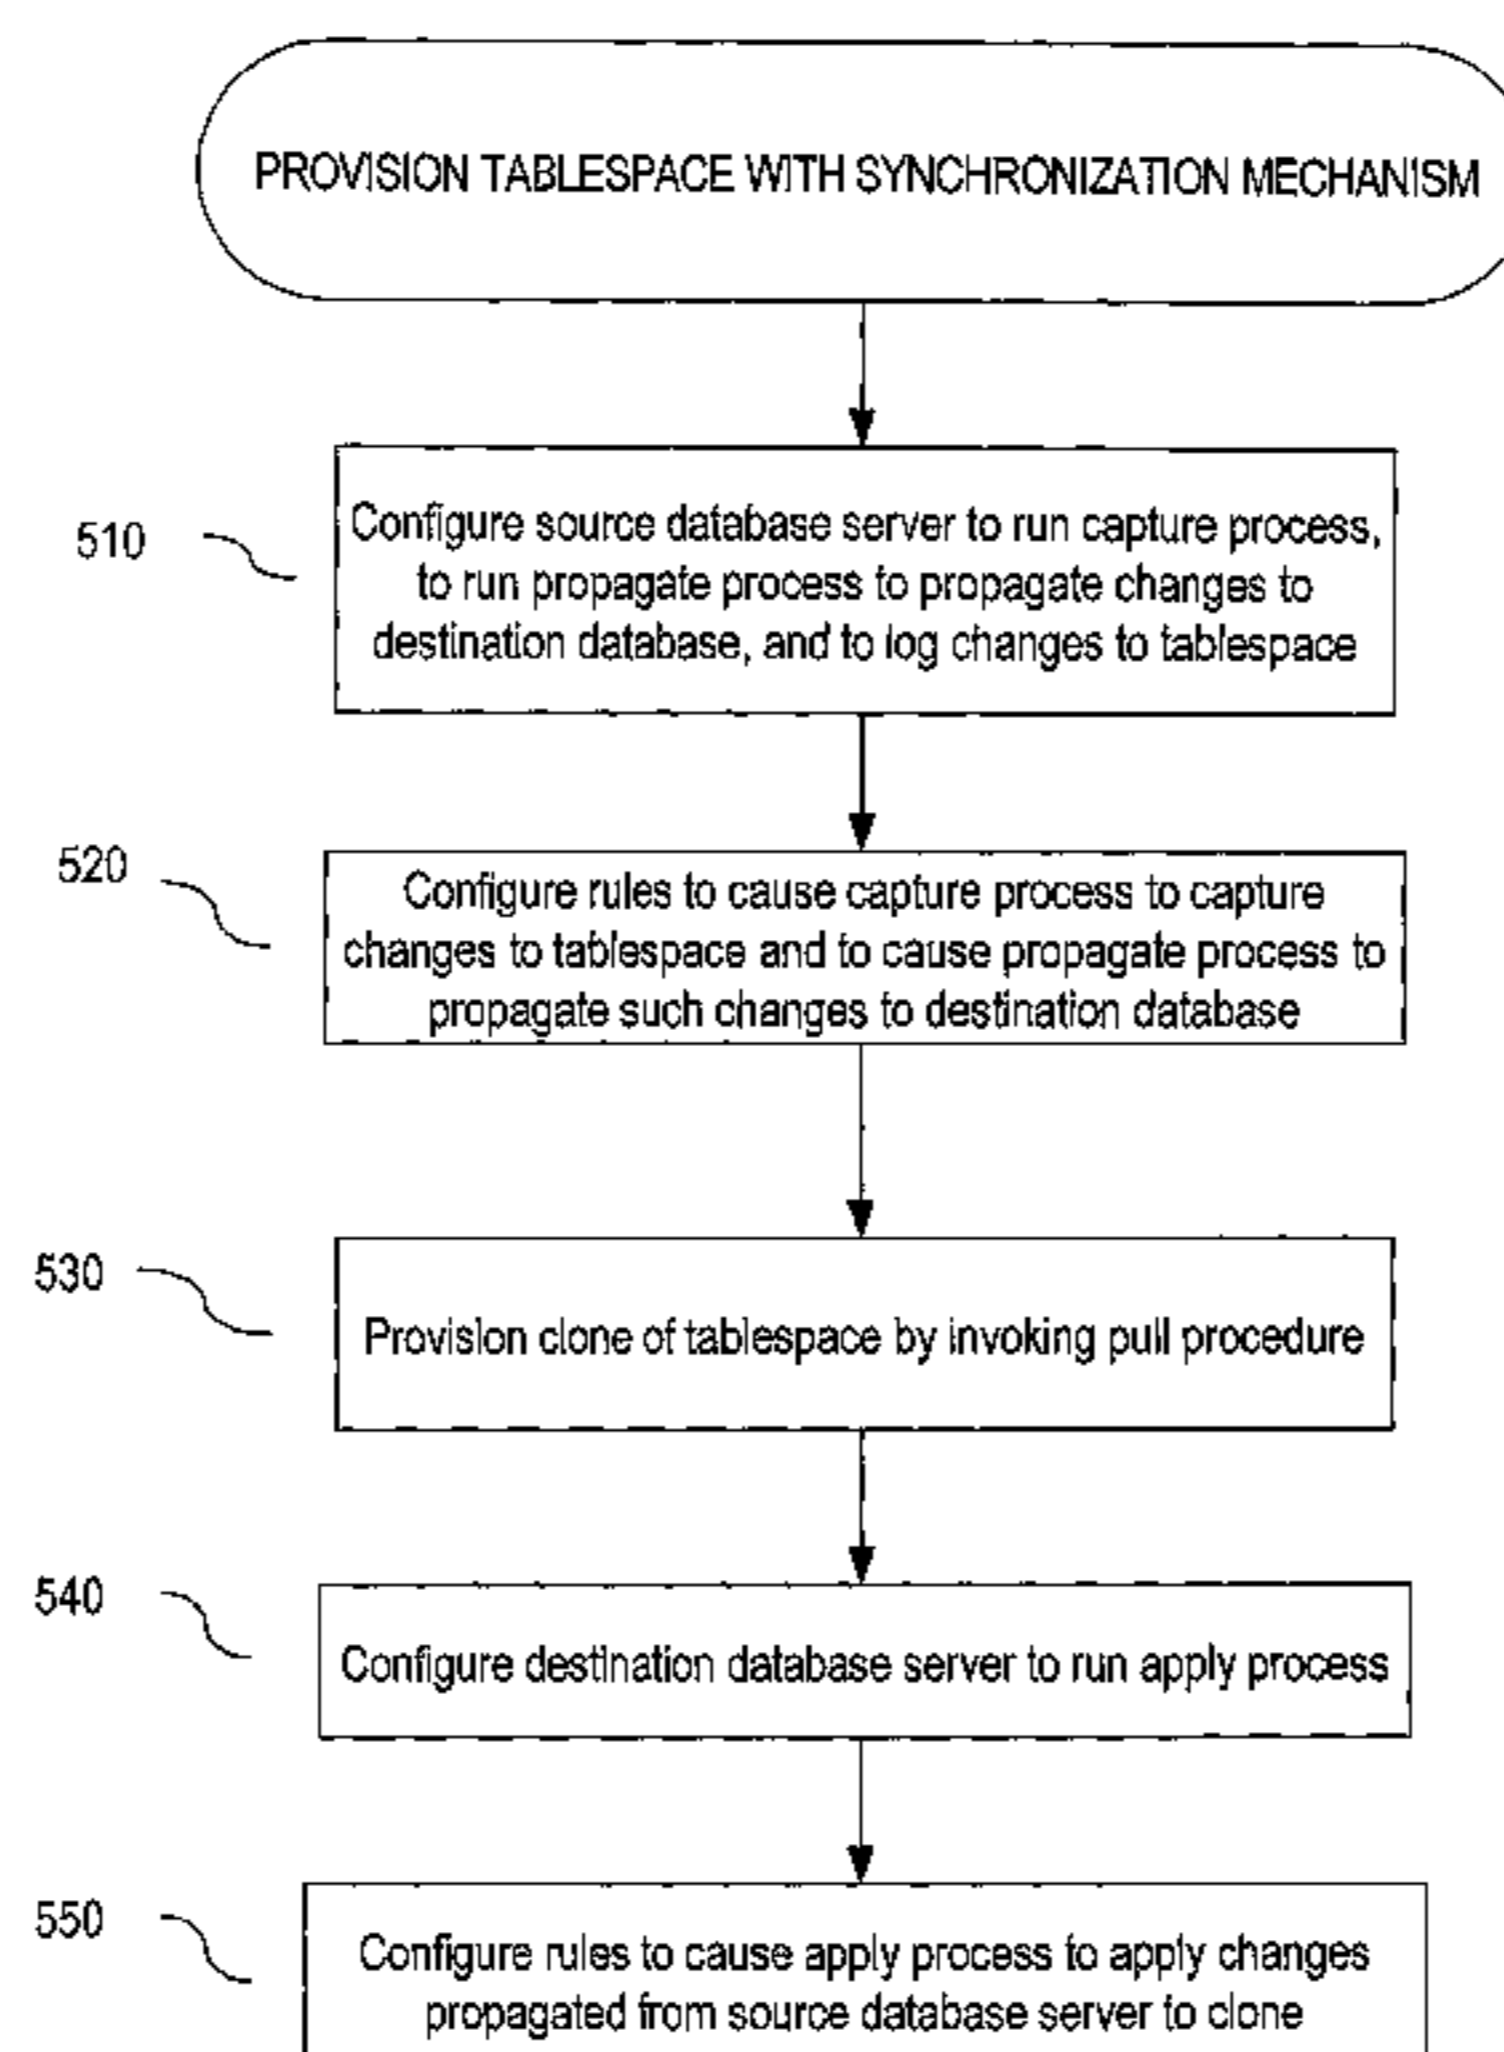 PROVISION TABLESPACE WITH SYNCHRONIZATION MECHANISM
510
Configure source database server to run capture process,
to run propagate process to propagate changes to
destination database, and to log changes to tablespace
520
Configure rules to cause capture process to capture
changes to tablespace and to cause propagate process to
propagate such changes to destination database
530
Provision clone of tablespace by invoking pull procedure
540
Configure destination database server to run apply process
550
Configure rules to cause apply process to apply changes
propagated from source database server to clone